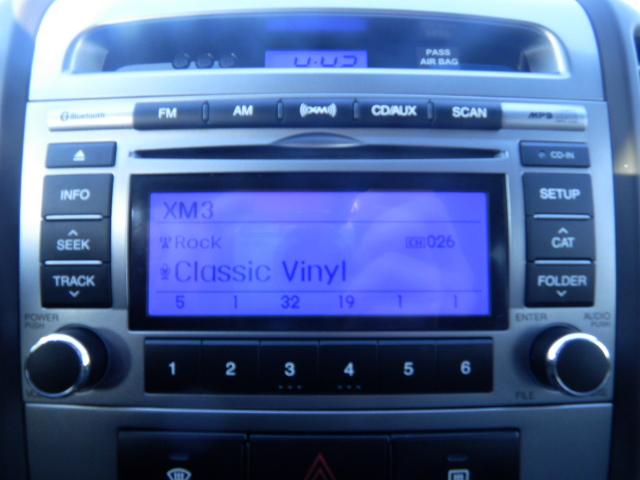 PASS
AIR BAG
Bluetooth FM AM XM CD/AUX SCAN MP3
CD-IN
INFO
SEEK
TRACK
XM3
Rock CH 026
Classic Vinyl
5 1 32 19 1 1
SETUP
CAT
FOLDER
POWER
PUSH
ENTER
AUDIO
PUSH
1 2 3 4 5 6
FILE